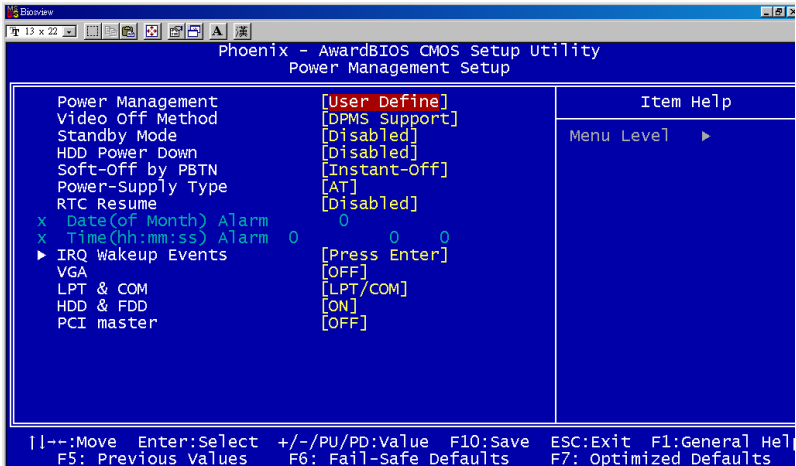 Biosview
13 x 22
A 漢
Phoenix - AwardBIOS CMOS Setup Utility
Power Management Setup
Power Management [User Define]
Video Off Method [DPMS Support]
Standby Mode [Disabled]
HDD Power Down [Disabled]
Soft-Off by PBTN [Instant-Off]
Power-Supply Type [AT]
RTC Resume [Disabled]
x Date(of Month) Alarm 0
x Time(hh:mm:ss) Alarm 0 0 0
▶ IRQ Wakeup Events [Press Enter]
VGA [OFF]
LPT & COM [LPT/COM]
HDD & FDD [ON]
PCI master [OFF]
Item Help
Menu Level ▶
↑↓→←:Move Enter:Select +/-/PU/PD:Value F10:Save ESC:Exit F1:General Help
F5: Previous Values F6: Fail-Safe Defaults F7: Optimized Defaults